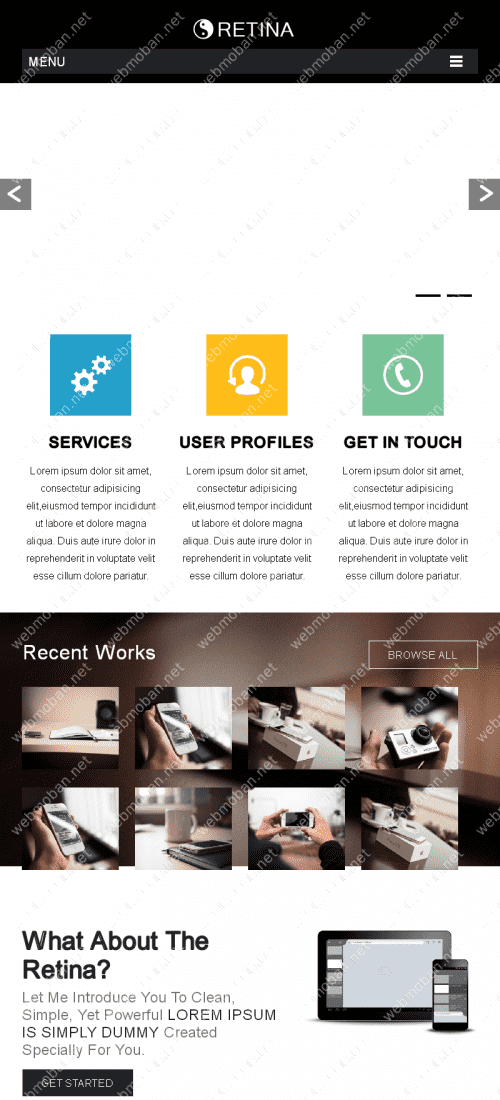 RETINA
MENU
SERVICES
Lorem ipsum dolor sit amet,
consectetur adipisicing
elit,eiusmod tempor incididunt
ut labore et dolore magna
aliqua. Duis aute irure dolor in
reprehenderit in voluptate velit
esse cillum dolore pariatur.
USER PROFILES
Lorem ipsum dolor sit amet,
consectetur adipisicing
elit,eiusmod tempor incididunt
ut labore et dolore magna
aliqua. Duis aute irure dolor in
reprehenderit in voluptate velit
esse cillum dolore pariatur.
GET IN TOUCH
Lorem ipsum dolor sit amet,
consectetur adipisicing
elit,eiusmod tempor incididunt
ut labore et dolore magna
aliqua. Duis aute irure dolor in
reprehenderit in voluptate velit
esse cillum dolore pariatur.
Recent Works
BROWSE ALL
What About The
Retina?
Let Me Introduce You To Clean,
Simple, Yet Powerful LOREM IPSUM
IS SIMPLY DUMMY Created
Specially For You.
GET STARTED
webmoban.net